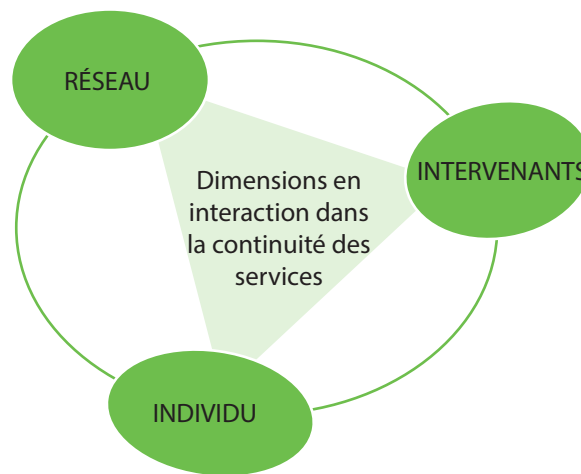 RÉSEAU
INTERVENANTS
Dimensions en
interaction dans
la continuité des
services
INDIVIDU